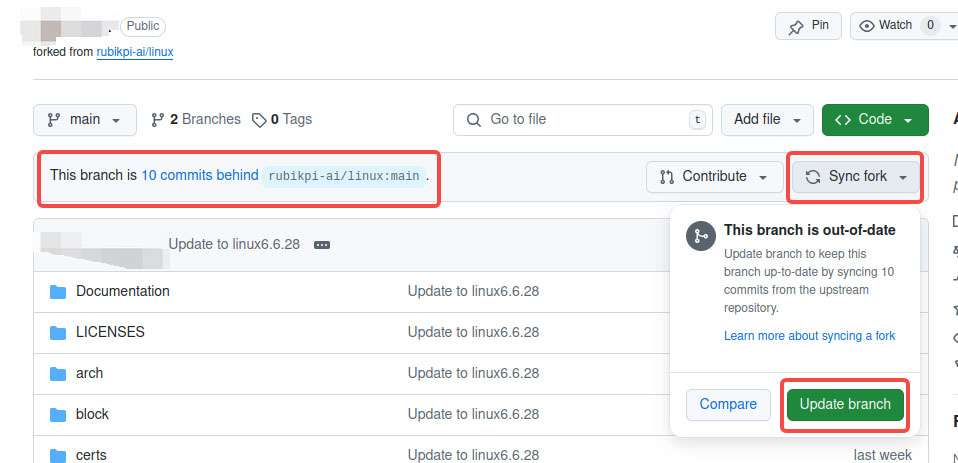 Public
Pin
Watch 0
forked from rubikpi-ai/linux
main
2 Branches
0 Tags
Go to file
t
Add file
Code
This branch is 10 commits behind rubikpi-ai/linux:main .
Contribute
Sync fork
Update to linux6.6.28
This branch is out-of-date
Update branch to keep this
branch up-to-date by syncing 10
commits from the upstream
repository.
Learn more about syncing a fork
Compare
Update branch
Documentation
Update to linux6.6.28
LICENSES
Update to linux6.6.28
arch
Update to linux6.6.28
block
Update to linux6.6.28
certs
Update to linux6.6.28
last week